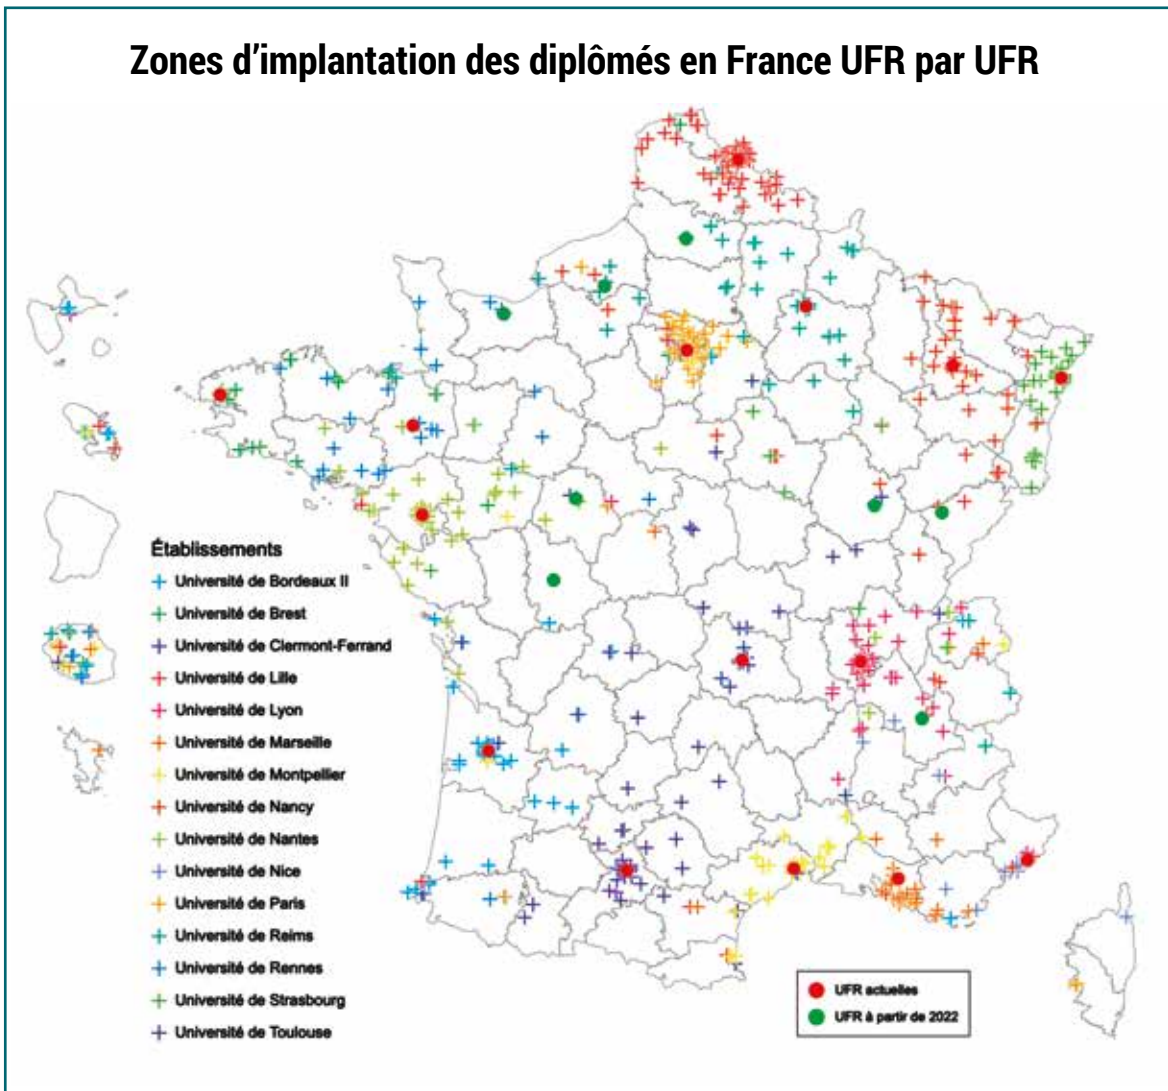 Zones d’implantation des diplômés en France UFR par UFR
Établissements
Université de Bordeaux II
Université de Brest
Université de Clermont-Ferrand
Université de Lille
Université de Lyon
Université de Marseille
Université de Montpellier
Université de Nancy
Université de Nantes
Université de Nice
Université de Paris
Université de Reims
Université de Rennes
Université de Strasbourg
Université de Toulouse
UFR actuelles
UFR à partir de 2022